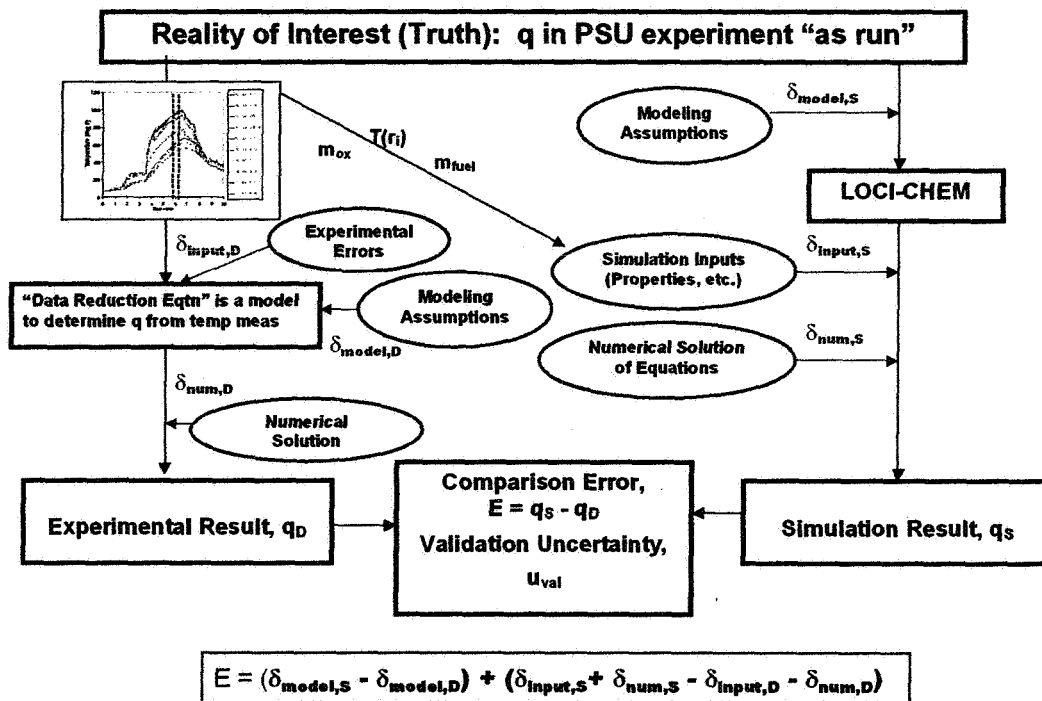 Reality of Interest (Truth): q in PSU experiment “as run”
δmodel,S
Modeling
Assumptions
T(ri)
mox
mfuel
LOCI-CHEM
δinput,D
Experimental
Errors
δinput,S
Simulation Inputs
(Properties, etc.)
“Data Reduction Eqtn” is a model
to determine q from temp meas
Modeling
Assumptions
δmodel,D
δnum,S
Numerical Solution
of Equations
δnum,D
Numerical
Solution
Experimental Result, qD
Comparison Error,
E = qS - qD
Validation Uncertainty,
uval
Simulation Result, qS
E = (δmodel,S - δmodel,D) + (δinput,S+ δnum,S - δinput,D - δnum,D)